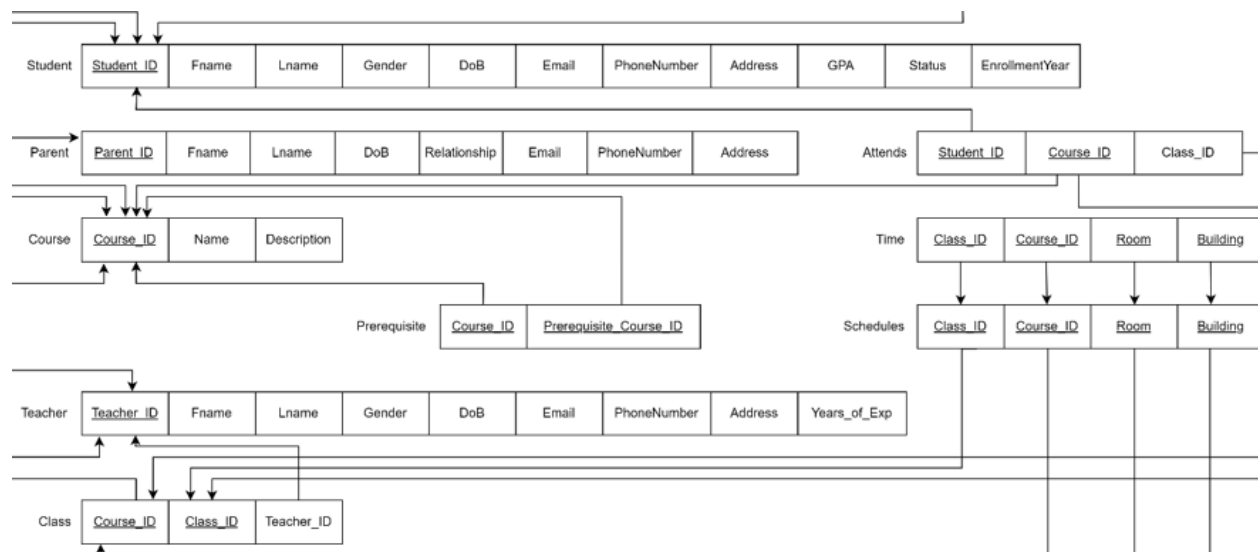 Student Student_ID Fname Lname Gender DoB Email PhoneNumber Address GPA Status EnrollmentYear
Parent Parent_ID Fname Lname DoB Relationship Email PhoneNumber Address
Attends Student_ID Course_ID Class_ID
Course Course_ID Name Description
Time Class_ID Course_ID Room Building
Prerequisite Course_ID Prerequisite_Course_ID
Schedules Class_ID Course_ID Room Building
Teacher Teacher_ID Fname Lname Gender DoB Email PhoneNumber Address Years_of_Exp
Class Course_ID Class_ID Teacher_ID